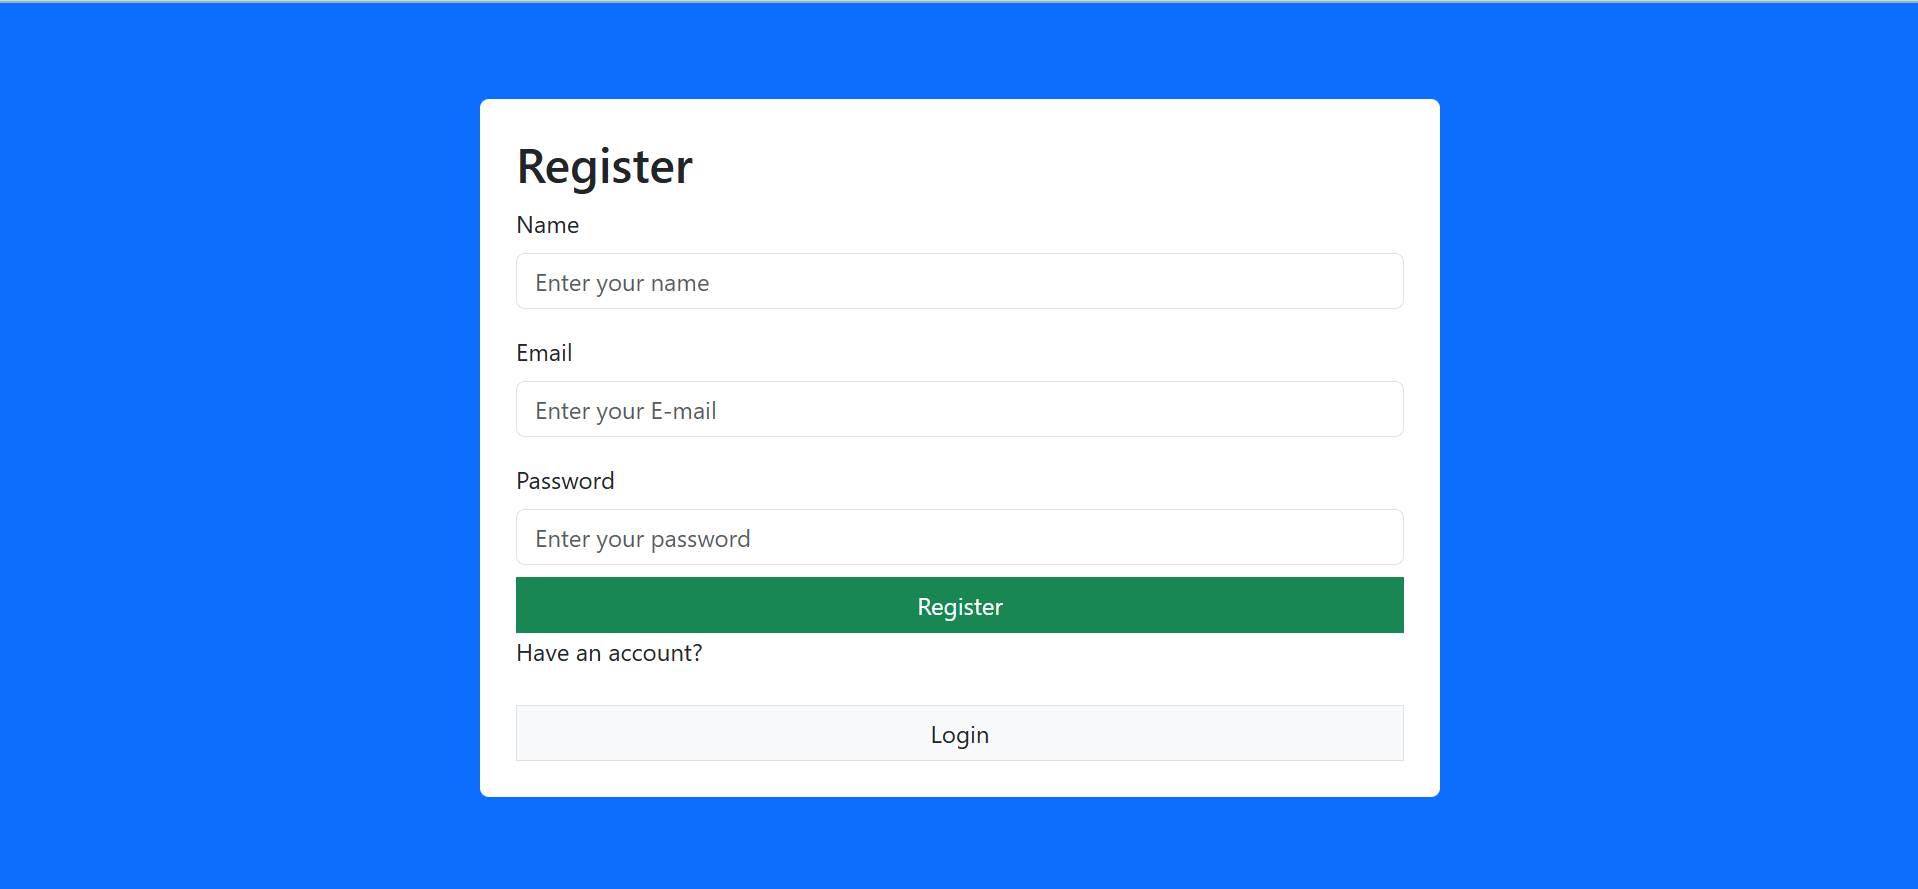 Register
Name
Enter your name
Email
Enter your E-mail
Password
Enter your password
Register
Have an account?
Login